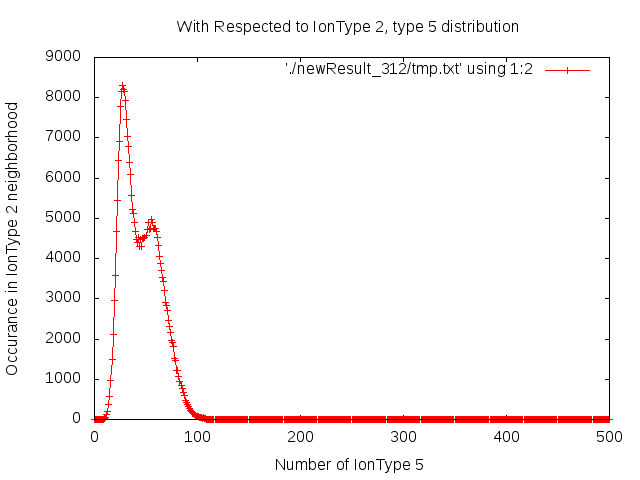 With Respected to IonType 2, type 5 distribution
'./newResult_312/tmp.txt' using 1:2
9000
8000
7000
6000
5000
4000
3000
2000
1000
0
Occurance in IonType 2 neighborhood
0 100 200 300 400 500
Number of IonType 5